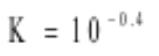 K = 10^{-0.4}